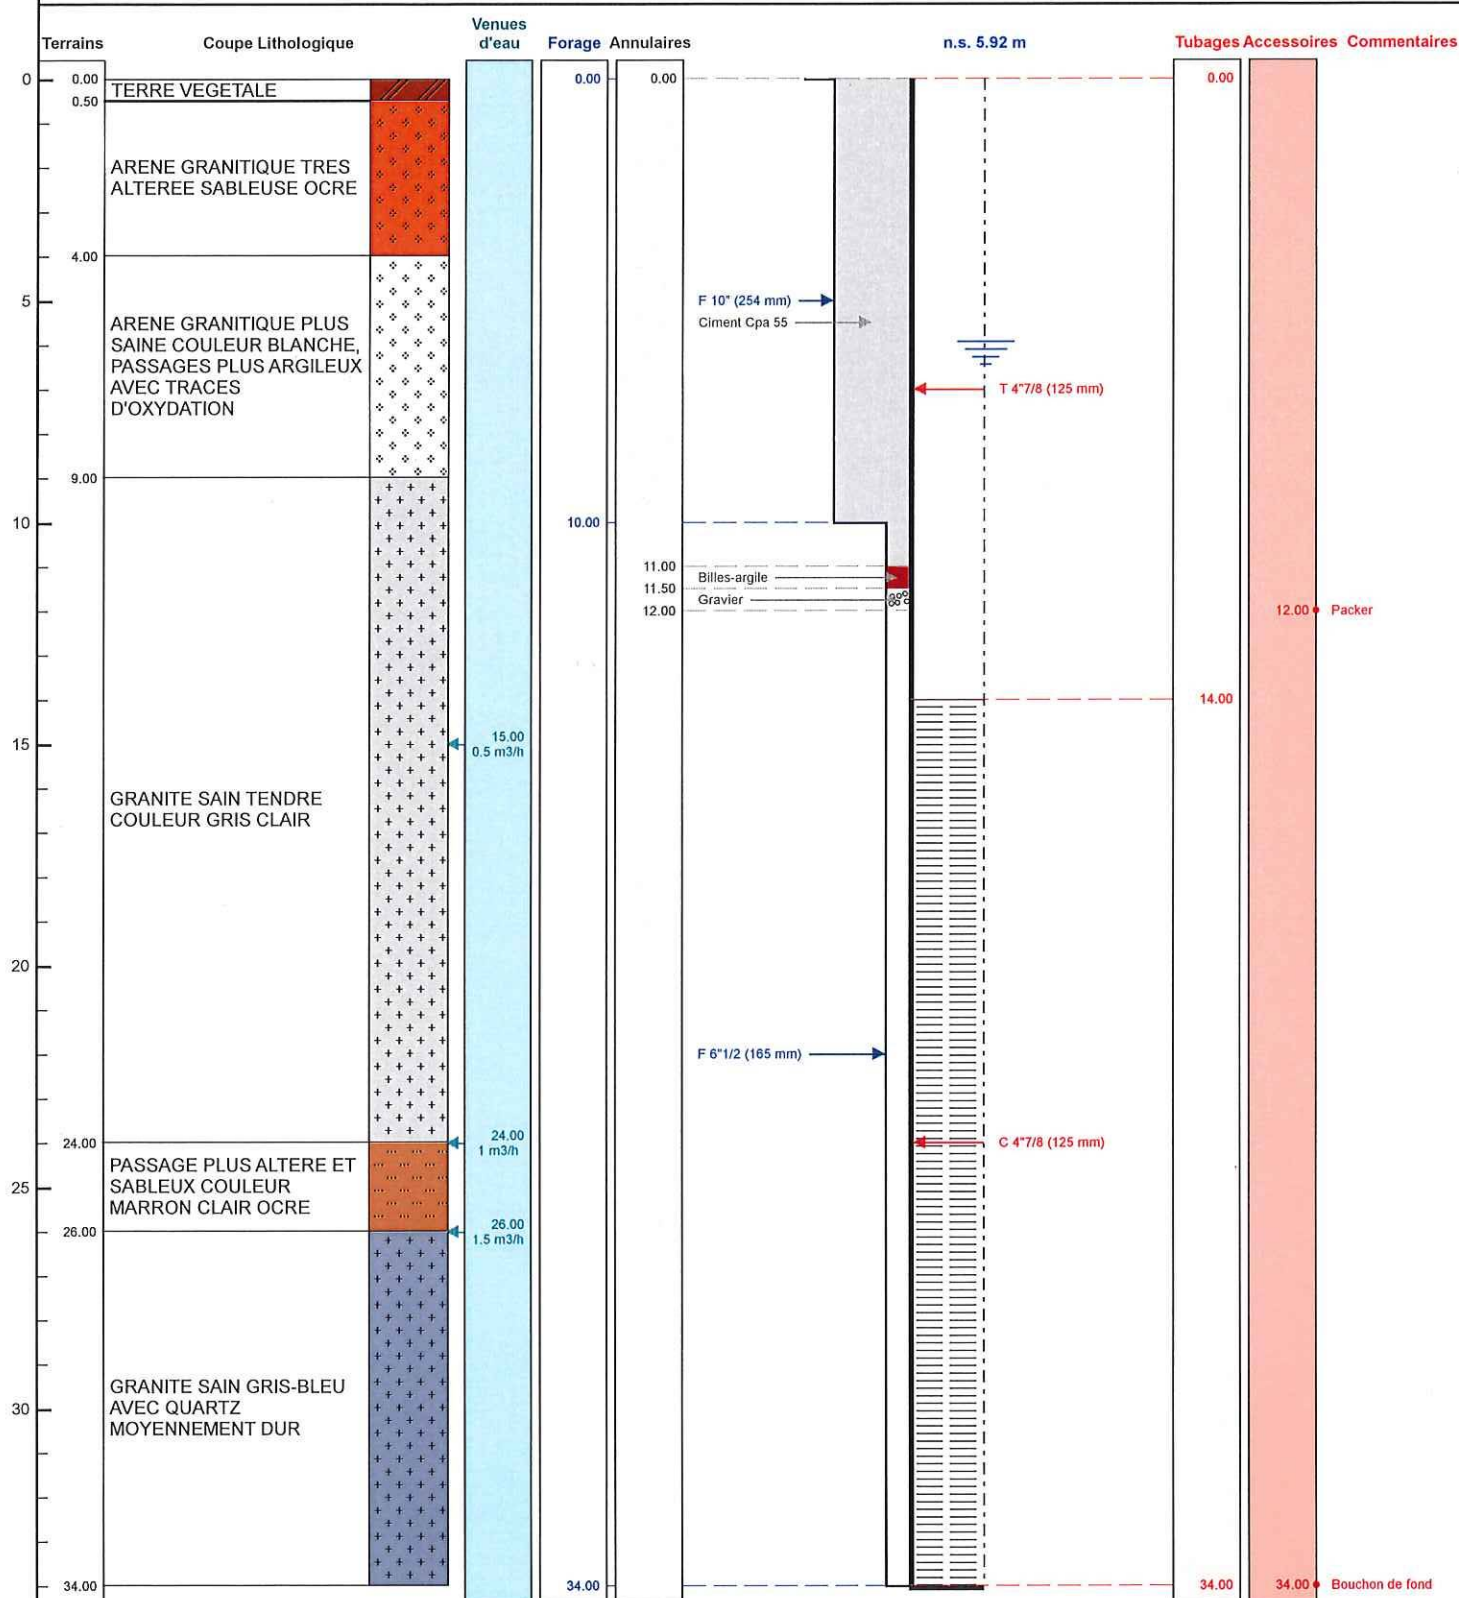 Venues
Terrains Coupe Lithologique d'eau Forage Annulaires n.s. 5.92 m Tubages Accessoires Commentaires
0 0.00 0.00 0.00 0.00
TERRE VEGETALE
0.50
ARENE GRANITIQUE TRES
ALTEREE SABLEUSE OCRE
4.00
5 F 10" (254 mm)
ARENE GRANITIQUE PLUS Ciment Cpa 55
SAINE COULEUR BLANCHE,
PASSAGES PLUS ARGILEUX
AVEC TRACES T 4"7/8 (125 mm)
D'OXYDATION
9.00
10 10.00
11.00
Billes-argile
11.50
Gravier
12.00 12.00 Packer
14.00
15 15.00
0.5 m3/h
GRANITE SAIN TENDRE
COULEUR GRIS CLAIR
20
F 6"1/2 (165 mm)
24.00 24.00 C 4"7/8 (125 mm)
1 m3/h
PASSAGE PLUS ALTERE ET
25 SABLEUX COULEUR
MARRON CLAIR OCRE
26.00 26.00
1.5 m3/h
GRANITE SAIN GRIS-BLEU
30 AVEC QUARTZ
MOYENNEMENT DUR
34.00 34.00 34.00 34.00 Bouchon de fond